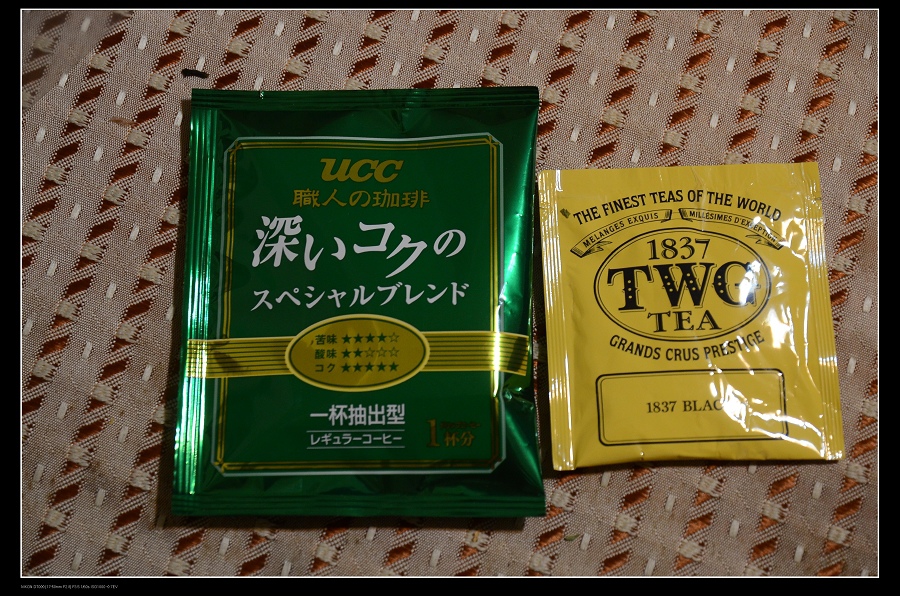 UCC
職人の珈琲
深いコクの
スペシャルブレンド
苦味 ★★★★☆
酸味 ★★☆☆☆
コク ★★★★★
一杯抽出型
レギュラーコーヒー
1杯分
THE FINEST TEAS OF THE WORLD
MÉLANGES EXQUIS MILLÉSIMES D'EXCEPTION
1837
TWG
TEA
GRANDS CRUS PRESTIGE
1837 BLACK